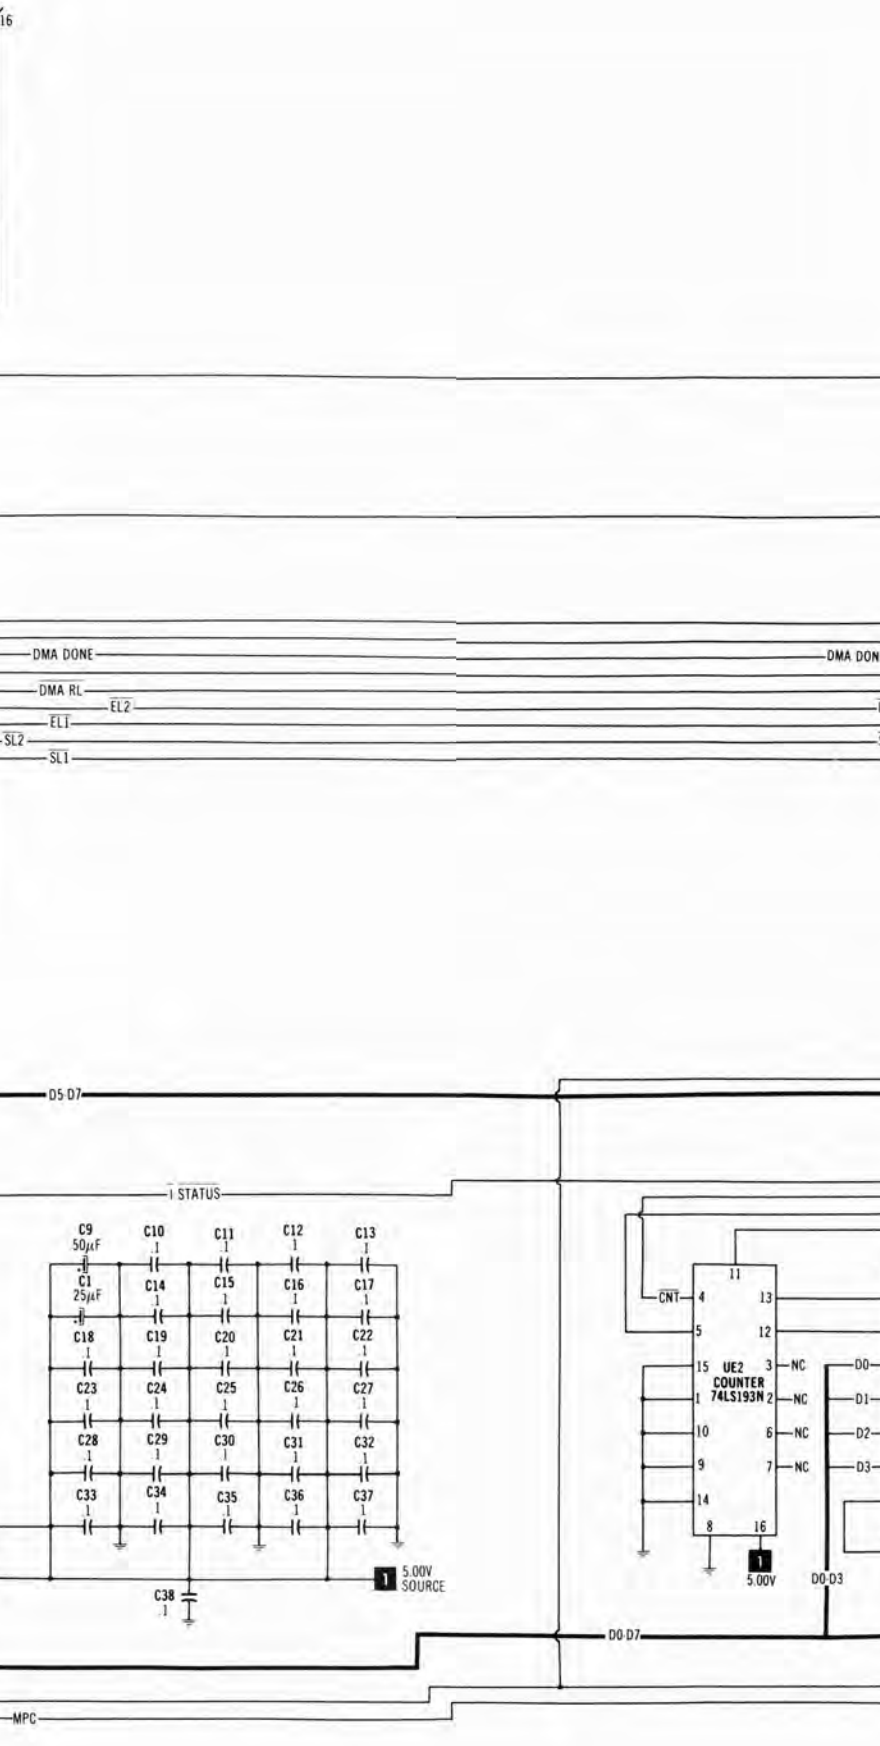 16
DMA DONE
DMA DON
DMA RL
EL2
EL1
SL2
SL1
D5-D7
I STATUS
C9 C10 C11 C12 C13
50µF .1 .1 .1 .1
C1 C14 C15 C16 C17
25µF .1 .1 .1 .1
C18 C19 C20 C21 C22
.1 .1 .1 .1 .1
C23 C24 C25 C26 C27
.1 .1 .1 .1 .1
C28 C29 C30 C31 C32
.1 .1 .1 .1 .1
C33 C34 C35 C36 C37
.1 .1 .1 .1 .1
1 5.00V
SOURCE
C38
.1
11
CNT 4 13
5 12
15 UE2 3 NC
COUNTER
1 74LS193N 2 NC
10 6 NC
9 7 NC
14
8 16
1
5.00V
D0
D1
D2
D3
D0-D3
D0-D7
MPC